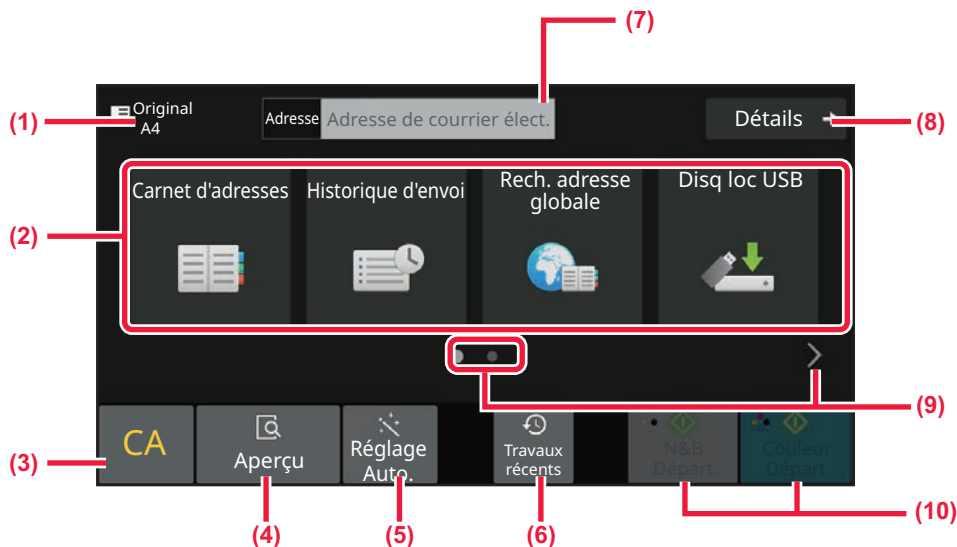 (7)
Original
A4
Adresse Adresse de courrier élect.
Détails
(1)
(8)
Carnet d'adresses
Historique d'envoi
Rech. adresse
globale
Disq loc USB
(2)
(9)
CA
Aperçu
Réglage
Auto.
Travaux
récents
N&B
Départ
Couleur
Départ
(3)
(4)
(5)
(6)
(10)